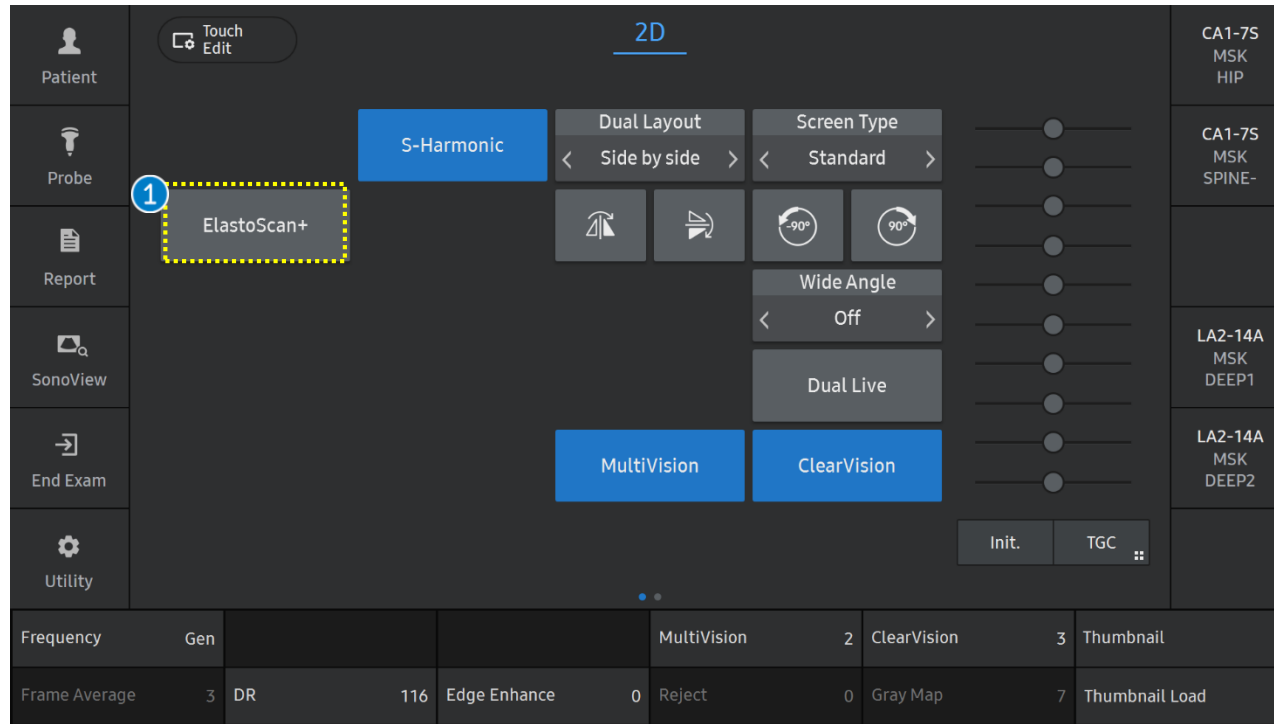 Patient
Probe
Report
SonoView
End Exam
Utility
Touch
Edit
2D
1
ElastoScan+
S-Harmonic
Dual Layout
Side by side
Screen Type
Standard
-90°
90°
Wide Angle
Off
Dual Live
MultiVision
ClearVision
Init.
TGC
CA1-7S
MSK
HIP
CA1-7S
MSK
SPINE-
LA2-14A
MSK
DEEP1
LA2-14A
MSK
DEEP2
Frequency Gen
MultiVision 2
ClearVision 3
Thumbnail
Frame Average 3
DR 116
Edge Enhance 0
Reject 0
Gray Map 7
Thumbnail Load